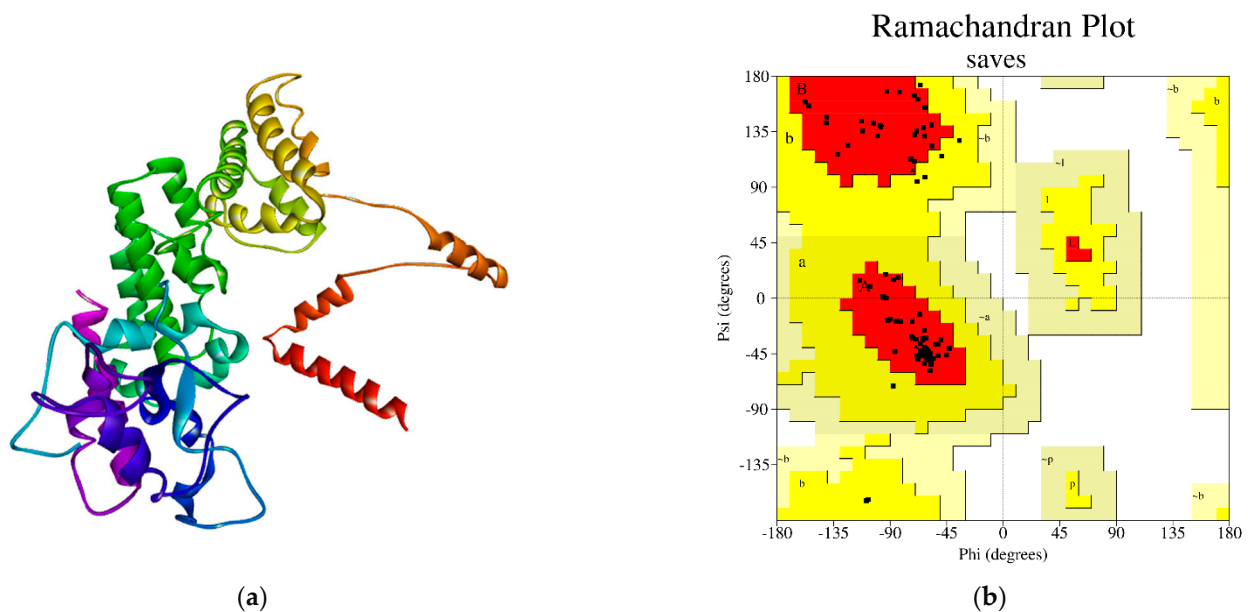 Ramachandran Plot
saves
180
B
~b
b
135
b
~b
~l
90
l
45
a
L
0
A
~a
-45
-90
-135
~b
~p
b
p
~b
-180 -135 -90 -45 0 45 90 135 180
Psi (degrees)
Phi (degrees)
(a)
(b)